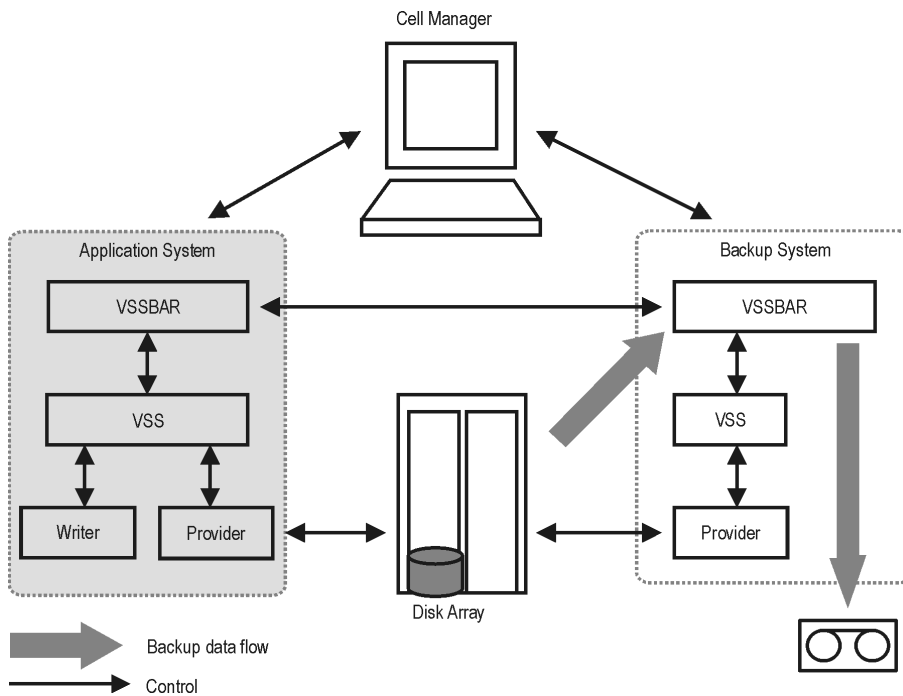 Cell Manager
Application System
Backup System
VSSBAR
VSSBAR
VSS
VSS
Writer
Provider
Provider
Disk Array
Backup data flow
Control